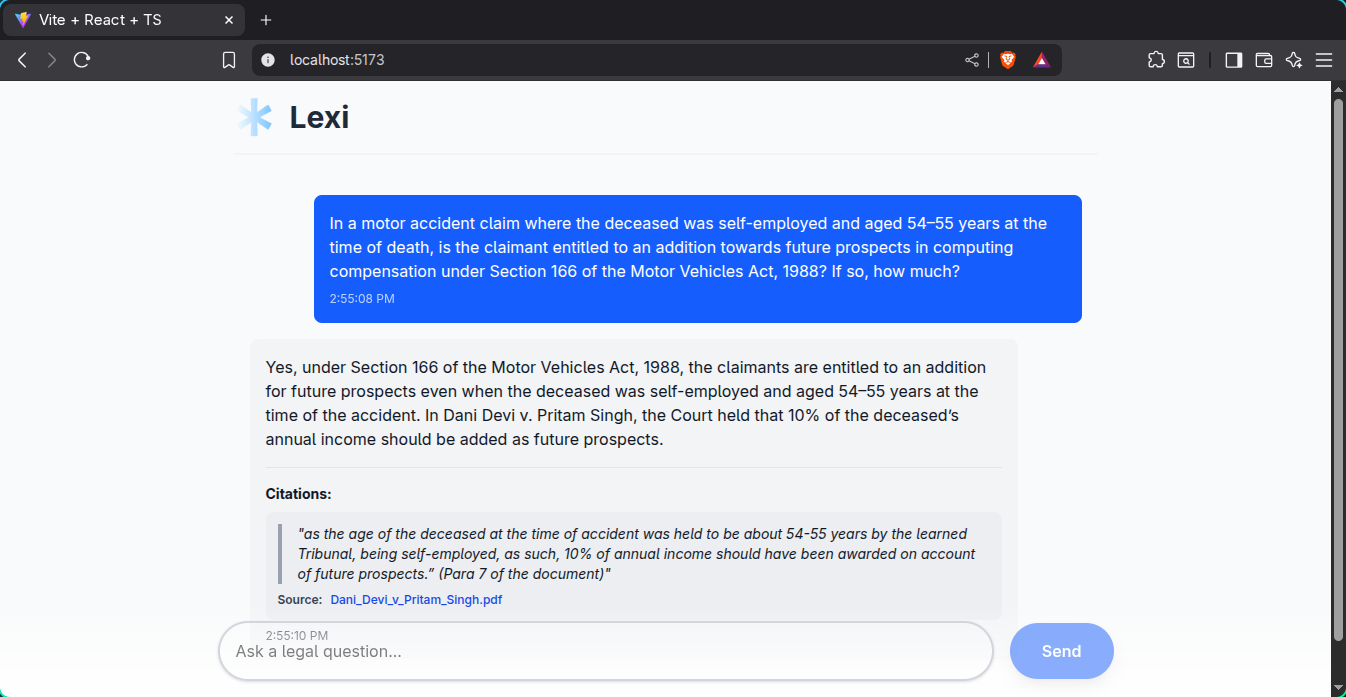 Vite + React + TS
localhost:5173
Lexi
In a motor accident claim where the deceased was self-employed and aged 54–55 years at the
time of death, is the claimant entitled to an addition towards future prospects in computing
compensation under Section 166 of the Motor Vehicles Act, 1988? If so, how much?
2:55:08 PM
Yes, under Section 166 of the Motor Vehicles Act, 1988, the claimants are entitled to an addition
for future prospects even when the deceased was self-employed and aged 54–55 years at the
time of the accident. In Dani Devi v. Pritam Singh, the Court held that 10% of the deceased’s
annual income should be added as future prospects.
Citations:
"as the age of the deceased at the time of accident was held to be about 54-55 years by the learned
Tribunal, being self-employed, as such, 10% of annual income should have been awarded on account
of future prospects.” (Para 7 of the document)"
Source: Dani_Devi_v_Pritam_Singh.pdf
2:55:10 PM
Ask a legal question...
Send